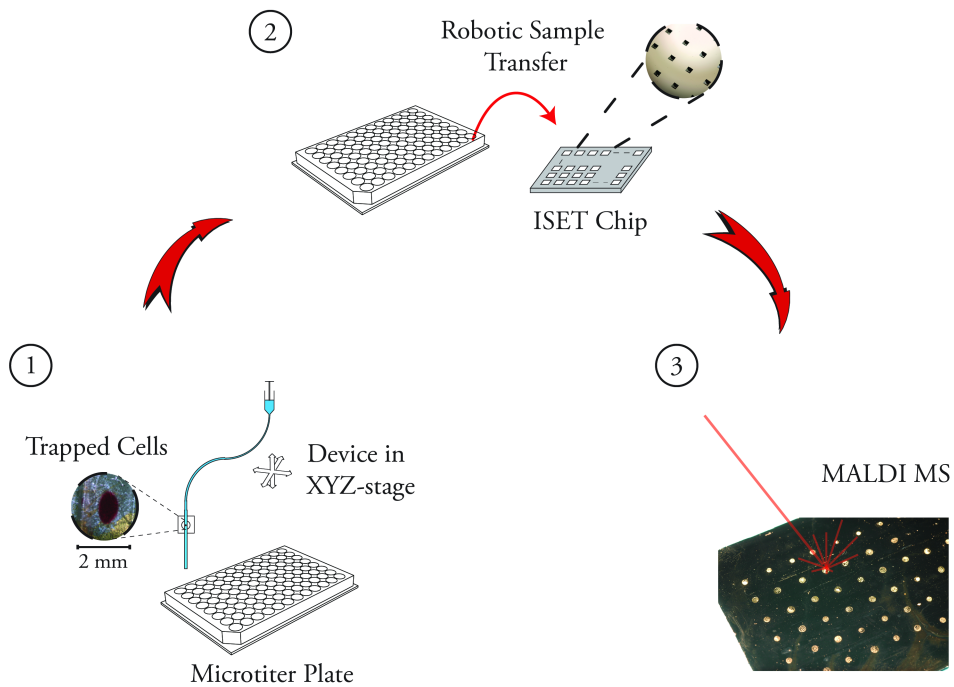 2
Robotic Sample
Transfer
ISET Chip
1
Trapped Cells
2 mm
Device in
XYZ-stage
Microtiter Plate
3
MALDI MS